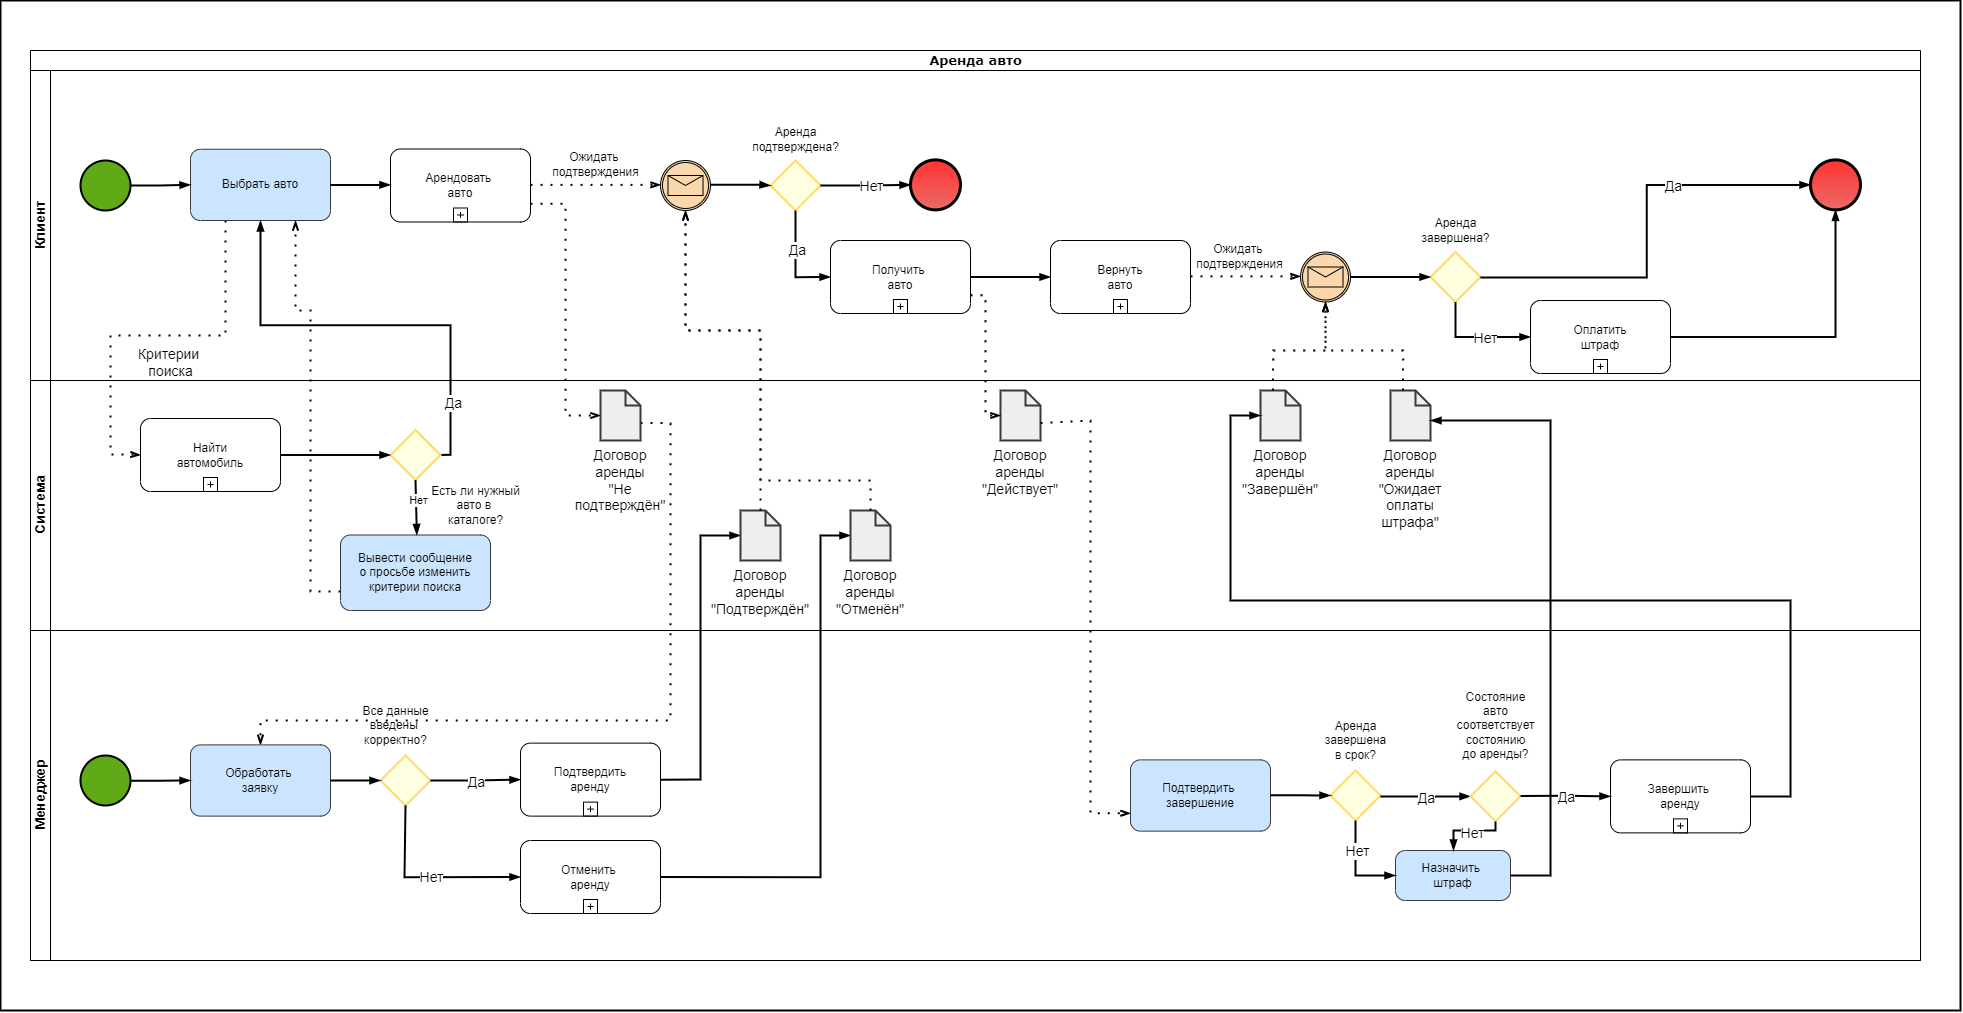 Аренда авто
Клиент
Выбрать авто
Арендовать
авто
Ожидать
подтверждения
Аренда
подтверждена?
Нет
Да
Получить
авто
Вернуть
авто
Ожидать
подтверждения
Аренда
завершена?
Да
Нет
Оплатить
штраф
Критерии
поиска
Система
Найти
автомобиль
Да
Нет
Есть ли нужный
авто в
каталоге?
Вывести сообщение
о просьбе изменить
критерии поиска
Договор
аренды
"Не
подтверждён"
Договор
аренды
"Подтверждён"
Договор
аренды
"Отменён"
Договор
аренды
"Действует"
Договор
аренды
"Завершён"
Договор
аренды
"Ожидает
оплаты
штрафа"
Менеджер
Обработать
заявку
Все данные
введены
корректно?
Да
Нет
Подтвердить
аренду
Отменить
аренду
Подтвердить
завершение
Аренда
завершена
в срок?
Да
Нет
Состояние
авто
соответствует
состоянию
до аренды?
Да
Нет
Назначить
штраф
Завершить
аренду